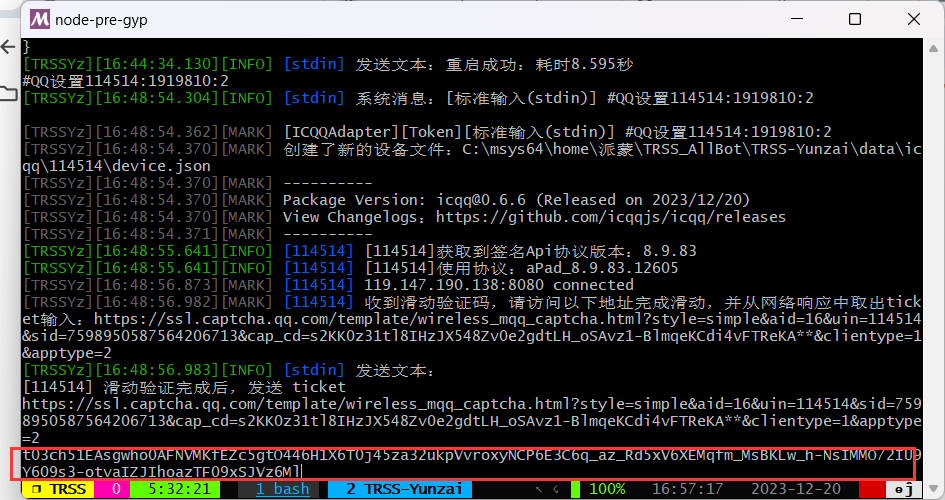 node-pre-gyp
}
[TRSSYz][16:44:34.130][INFO] [stdin] 发送文本: 重启成功: 耗时8.595秒
#QQ设置114514:1919810:2
[TRSSYz][16:48:54.304][INFO] [stdin] 系统消息: [标准输入(stdin)] #QQ设置114514:1919810:2
[TRSSYz][16:48:54.362][MARK] [ICQQAdapter][Token][标准输入(stdin)] #QQ设置114514:1919810:2
[TRSSYz][16:48:54.370][MARK] 创建了新的设备文件: C:\msys64\home\派蒙\TRSS_AllBot\TRSS-Yunzai\data\ic
qq\114514\device.json
[TRSSYz][16:48:54.370][MARK] ----------
[TRSSYz][16:48:54.370][MARK] Package Version: icqq@0.6.6 (Released on 2023/12/20)
[TRSSYz][16:48:54.370][MARK] View Changelogs: https://github.com/icqqjs/icqq/releases
[TRSSYz][16:48:54.371][MARK] ----------
[TRSSYz][16:48:55.641][INFO] [114514] [114514]获取到签名Api协议版本: 8.9.83
[TRSSYz][16:48:55.641][INFO] [114514] [114514]使用协议: aPad_8.9.83.12605
[TRSSYz][16:48:56.873][MARK] [114514] 119.147.190.138:8080 connected
[TRSSYz][16:48:56.982][MARK] [114514] 收到滑动验证码, 请访问以下地址完成滑动, 并从网络响应中取出tick
et输入: https://ssl.captcha.qq.com/template/wireless_mqq_captcha.html?style=simple&aid=16&uin=114514
&sid=7598950587564206713&cap_cd=s2KKOz31tl8IHzJX548ZvOe2gdtLH_oSAvz1-BlmqeKCdi4vFTReKA**&clientype=1
&apptype=2
[TRSSYz][16:48:56.983][INFO] [stdin] 发送文本:
[114514] 滑动验证完成后, 发送 ticket
https://ssl.captcha.qq.com/template/wireless_mqq_captcha.html?style=simple&aid=16&uin=114514&sid=759
8950587564206713&cap_cd=s2KKOz31tl8IHzJX548ZvOe2gdtLH_oSAvz1-BlmqeKCdi4vFTReKA**&clientype=1&apptype
=2
TRSS 0 5:32:21 1 bash 2 TRSS-Yunzai 100% 16:57:17 2023-12-20